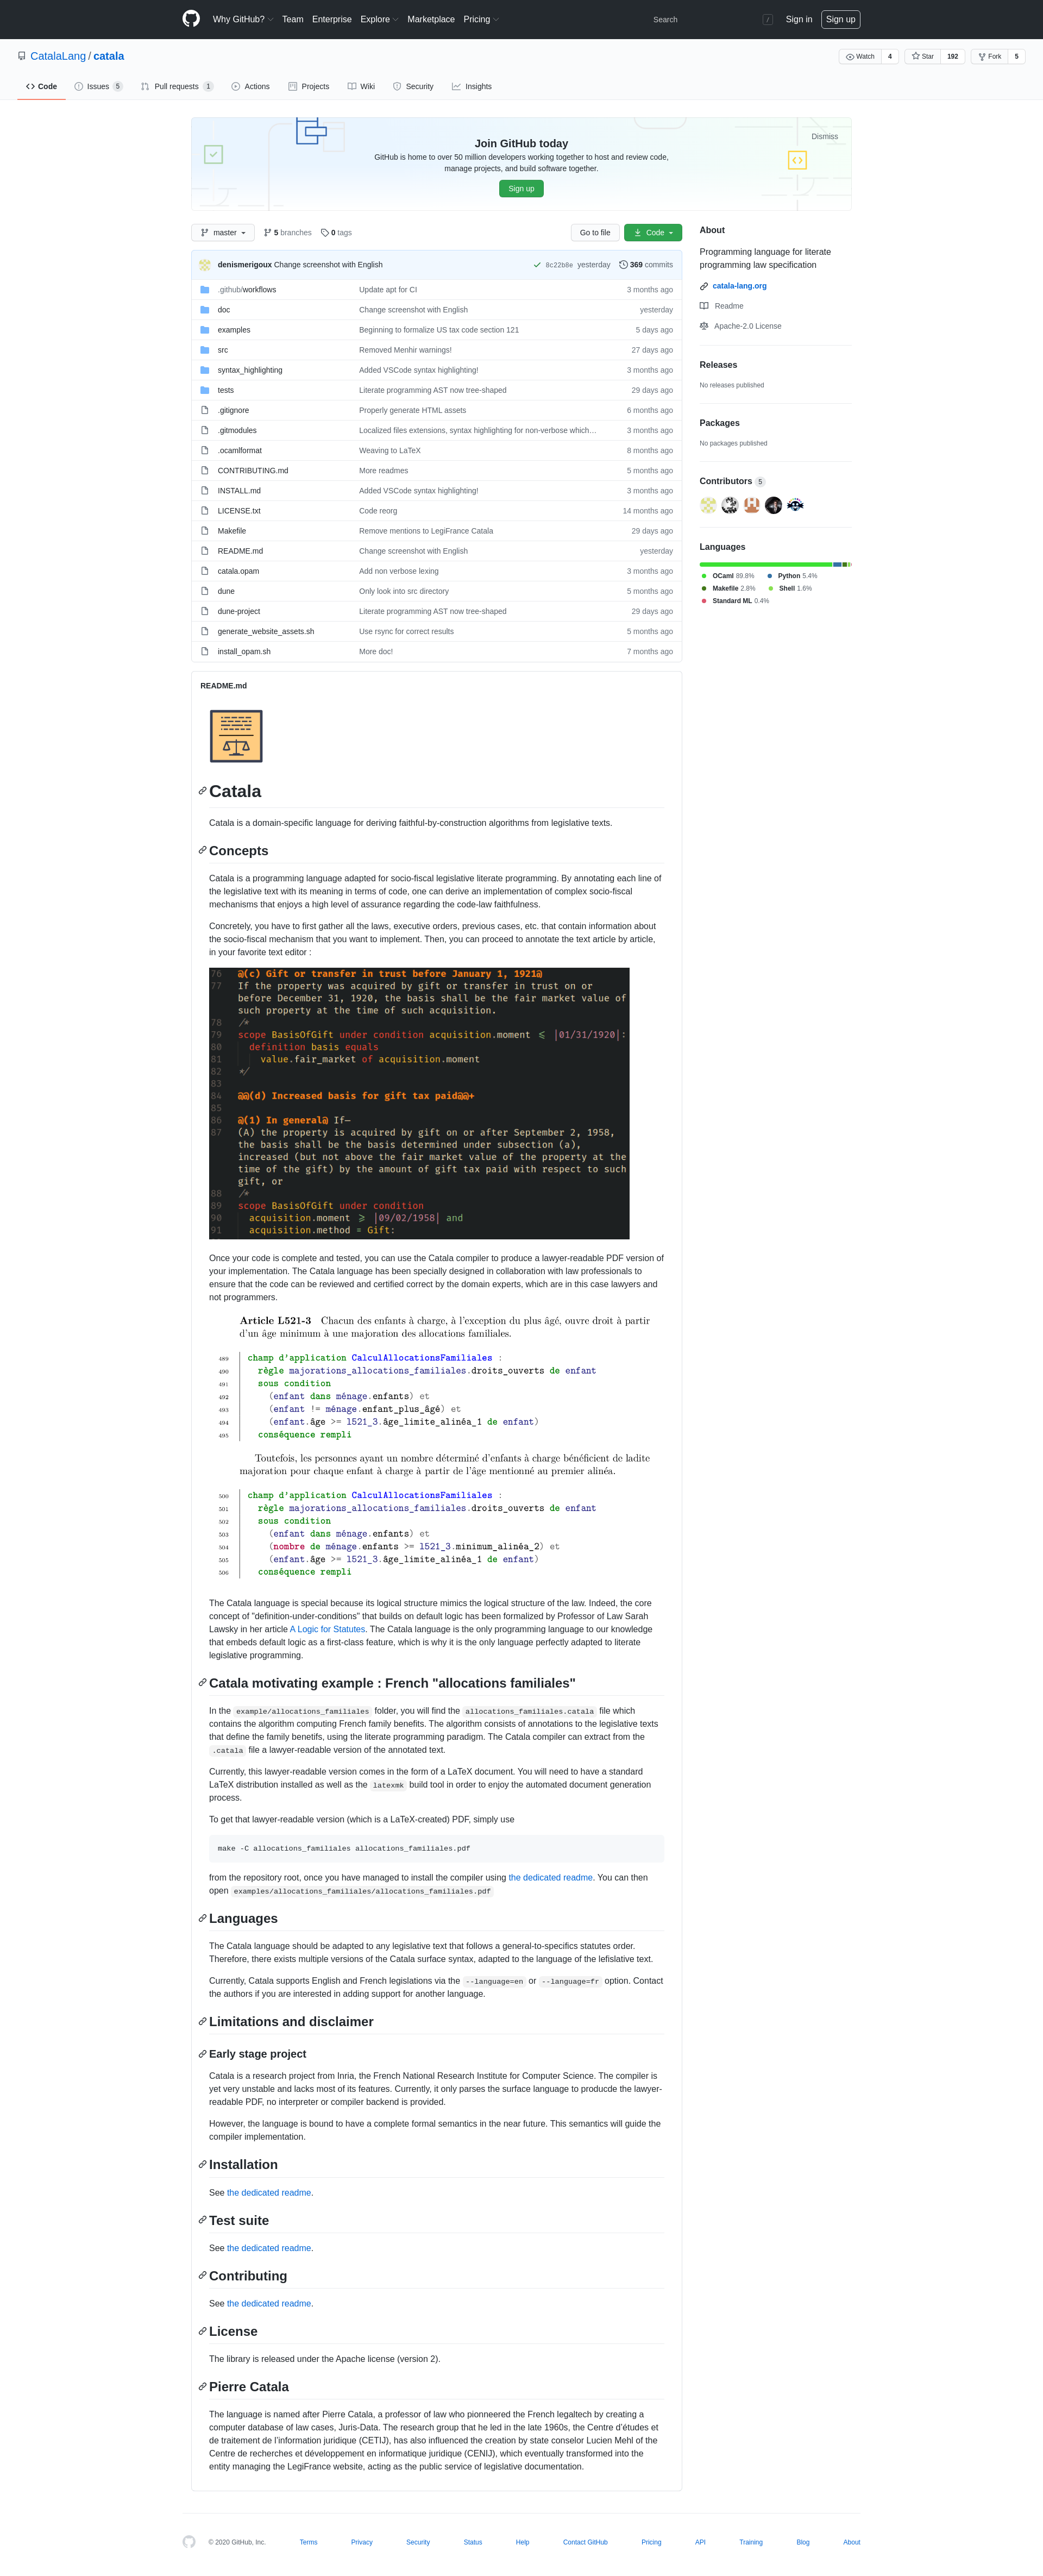 Why GitHub? Team Enterprise Explore Marketplace Pricing Search / Sign in Sign up
CatalaLang / catala Watch 4 Star 192 Fork 5
Code Issues 5 Pull requests 1 Actions Projects Wiki Security Insights
Dismiss
Join GitHub today
GitHub is home to over 50 million developers working together to host and review code,
manage projects, and build software together.
Sign up
master 5 branches 0 tags Go to file Code
denismerigoux Change screenshot with English 8c22b8e yesterday 369 commits
.github/workflows Update apt for CI 3 months ago
doc Change screenshot with English yesterday
examples Beginning to formalize US tax code section 121 5 days ago
src Removed Menhir warnings! 27 days ago
syntax_highlighting Added VSCode syntax highlighting! 3 months ago
tests Literate programming AST now tree-shaped 29 days ago
.gitignore Properly generate HTML assets 6 months ago
.gitmodules Localized files extensions, syntax highlighting for non-verbose which… 3 months ago
.ocamlformat Weaving to LaTeX 8 months ago
CONTRIBUTING.md More readmes 5 months ago
INSTALL.md Added VSCode syntax highlighting! 3 months ago
LICENSE.txt Code reorg 14 months ago
Makefile Remove mentions to LegiFrance Catala 29 days ago
README.md Change screenshot with English yesterday
catala.opam Add non verbose lexing 3 months ago
dune Only look into src directory 5 months ago
dune-project Literate programming AST now tree-shaped 29 days ago
generate_website_assets.sh Use rsync for correct results 5 months ago
install_opam.sh More doc! 7 months ago
About
Programming language for literate
programming law specification
catala-lang.org
Readme
Apache-2.0 License
Releases
No releases published
Packages
No packages published
Contributors 5
Languages
OCaml 89.8% Python 5.4%
Makefile 2.8% Shell 1.6%
Standard ML 0.4%
README.md
Catala
Catala is a domain-specific language for deriving faithful-by-construction algorithms from legislative texts.
Concepts
Catala is a programming language adapted for socio-fiscal legislative literate programming. By annotating each line of
the legislative text with its meaning in terms of code, one can derive an implementation of complex socio-fiscal
mechanisms that enjoys a high level of assurance regarding the code-law faithfulness.
Concretely, you have to first gather all the laws, executive orders, previous cases, etc. that contain information about
the socio-fiscal mechanism that you want to implement. Then, you can proceed to annotate the text article by article,
in your favorite text editor :
76 @(c) Gift or transfer in trust before January 1, 1921@
77 If the property was acquired by gift or transfer in trust on or
before December 31, 1920, the basis shall be the fair market value of
such property at the time of such acquisition.
78 /*
79 scope BasisOfGift under condition acquisition.moment <= |01/31/1920|:
80 definition basis equals
81 value.fair_market of acquisition.moment
82 */
83
84 @@(d) Increased basis for gift tax paid@@+
85
86 @(1) In general@ If—
87 (A) the property is acquired by gift on or after September 2, 1958,
the basis shall be the basis determined under subsection (a),
increased (but not above the fair market value of the property at the
time of the gift) by the amount of gift tax paid with respect to such
gift, or
88 /*
89 scope BasisOfGift under condition
90 acquisition.moment >= |09/02/1958| and
91 acquisition.method = Gift:
Once your code is complete and tested, you can use the Catala compiler to produce a lawyer-readable PDF version of
your implementation. The Catala language has been specially designed in collaboration with law professionals to
ensure that the code can be reviewed and certified correct by the domain experts, which are in this case lawyers and
not programmers.
Article L521-3 Chacun des enfants à charge, à l'exception du plus âgé, ouvre droit à partir
d'un âge minimum à une majoration des allocations familiales.
489 champ d'application CalculAllocationsFamiliales :
490 règle majorations_allocations_familiales.droits_ouverts de enfant
491 sous condition
492 (enfant dans ménage.enfants) et
493 (enfant != ménage.enfant_plus_âgé) et
494 (enfant.âge >= l521_3.âge_limite_alinéa_1 de enfant)
495 conséquence rempli
Toutefois, les personnes ayant un nombre déterminé d'enfants à charge bénéficient de ladite
majoration pour chaque enfant à charge à partir de l'âge mentionné au premier alinéa.
500 champ d'application CalculAllocationsFamiliales :
501 règle majorations_allocations_familiales.droits_ouverts de enfant
502 sous condition
503 (enfant dans ménage.enfants) et
504 (nombre de ménage.enfants >= l521_3.minimum_alinéa_2) et
505 (enfant.âge >= l521_3.âge_limite_alinéa_1 de enfant)
506 conséquence rempli
The Catala language is special because its logical structure mimics the logical structure of the law. Indeed, the core
concept of "definition-under-conditions" that builds on default logic has been formalized by Professor of Law Sarah
Lawsky in her article A Logic for Statutes. The Catala language is the only programming language to our knowledge
that embeds default logic as a first-class feature, which is why it is the only language perfectly adapted to literate
legislative programming.
Catala motivating example : French "allocations familiales"
In the example/allocations_familiales folder, you will find the allocations_familiales.catala file which
contains the algorithm computing French family benefits. The algorithm consists of annotations to the legislative texts
that define the family benetifs, using the literate programming paradigm. The Catala compiler can extract from the
.catala file a lawyer-readable version of the annotated text.
Currently, this lawyer-readable version comes in the form of a LaTeX document. You will need to have a standard
LaTeX distribution installed as well as the latexmk build tool in order to enjoy the automated document generation
process.
To get that lawyer-readable version (which is a LaTeX-created) PDF, simply use
make -C allocations_familiales allocations_familiales.pdf
from the repository root, once you have managed to install the compiler using the dedicated readme. You can then
open examples/allocations_familiales/allocations_familiales.pdf
Languages
The Catala language should be adapted to any legislative text that follows a general-to-specifics statutes order.
Therefore, there exists multiple versions of the Catala surface syntax, adapted to the language of the lefislative text.
Currently, Catala supports English and French legislations via the --language=en or --language=fr option. Contact
the authors if you are interested in adding support for another language.
Limitations and disclaimer
Early stage project
Catala is a research project from Inria, the French National Research Institute for Computer Science. The compiler is
yet very unstable and lacks most of its features. Currently, it only parses the surface language to producde the lawyer-
readable PDF, no interpreter or compiler backend is provided.
However, the language is bound to have a complete formal semantics in the near future. This semantics will guide the
compiler implementation.
Installation
See the dedicated readme.
Test suite
See the dedicated readme.
Contributing
See the dedicated readme.
License
The library is released under the Apache license (version 2).
Pierre Catala
The language is named after Pierre Catala, a professor of law who pionneered the French legaltech by creating a
computer database of law cases, Juris-Data. The research group that he led in the late 1960s, the Centre d'études et
de traitement de l'information juridique (CETIJ), has also influenced the creation by state conselor Lucien Mehl of the
Centre de recherches et développement en informatique juridique (CENIJ), which eventually transformed into the
entity managing the LegiFrance website, acting as the public service of legislative documentation.
© 2020 GitHub, Inc. Terms Privacy Security Status Help Contact GitHub Pricing API Training Blog About